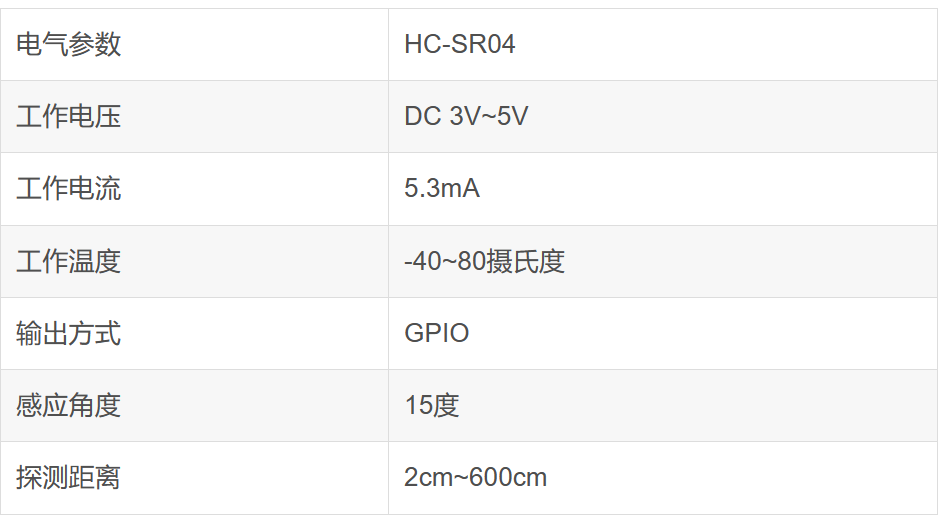 电气参数 HC-SR04
工作电压 DC 3V~5V
工作电流 5.3mA
工作温度 -40~80摄氏度
输出方式 GPIO
感应角度 15度
探测距离 2cm~600cm